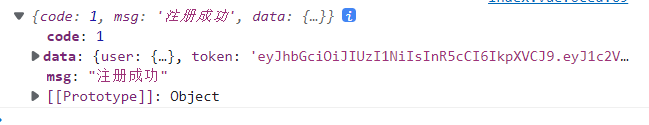 {code: 1, msg: '注册成功', data: {…}}
code: 1
data: {user: {…}, token: 'eyJhbGciOiJIUzI1NiIsInR5cCI6IkpXVCJ9.eyJ1c2V…
msg: "注册成功"
[[Prototype]]: Object